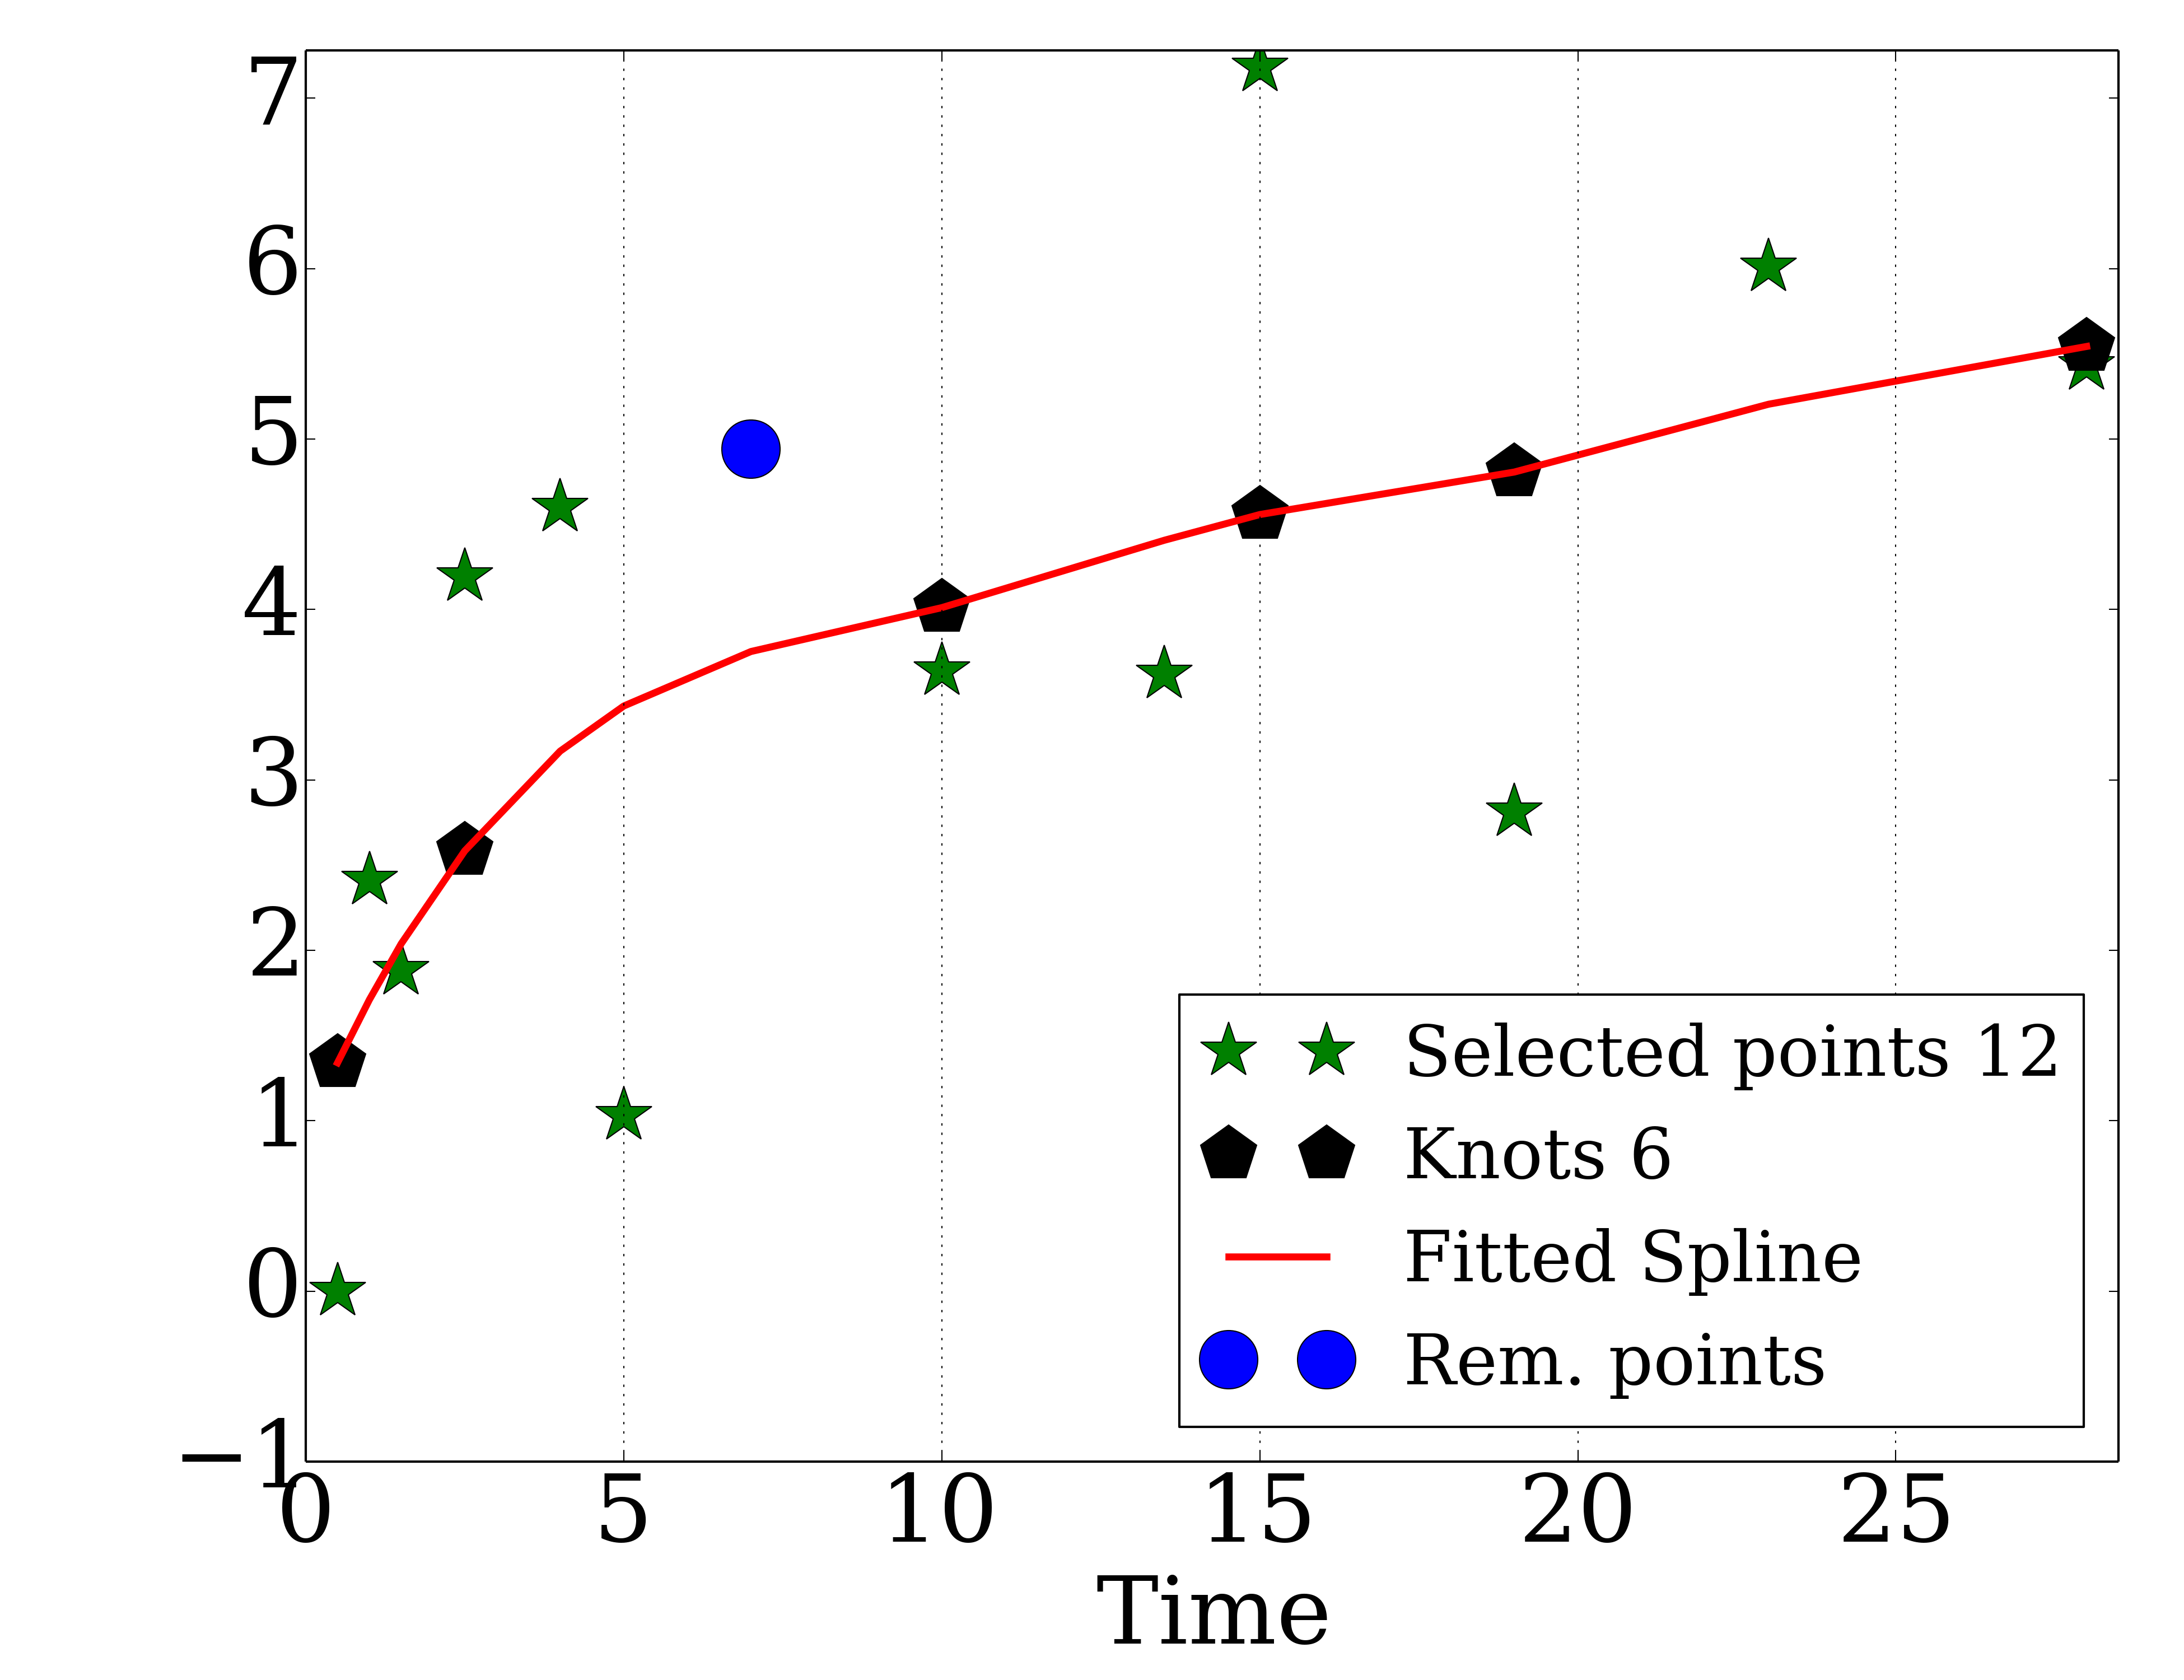 7
6
5
4
3
2
1
0
−1
0 5 10 15 20 25
Time
Selected points 12
Knots 6
Fitted Spline
Rem. points